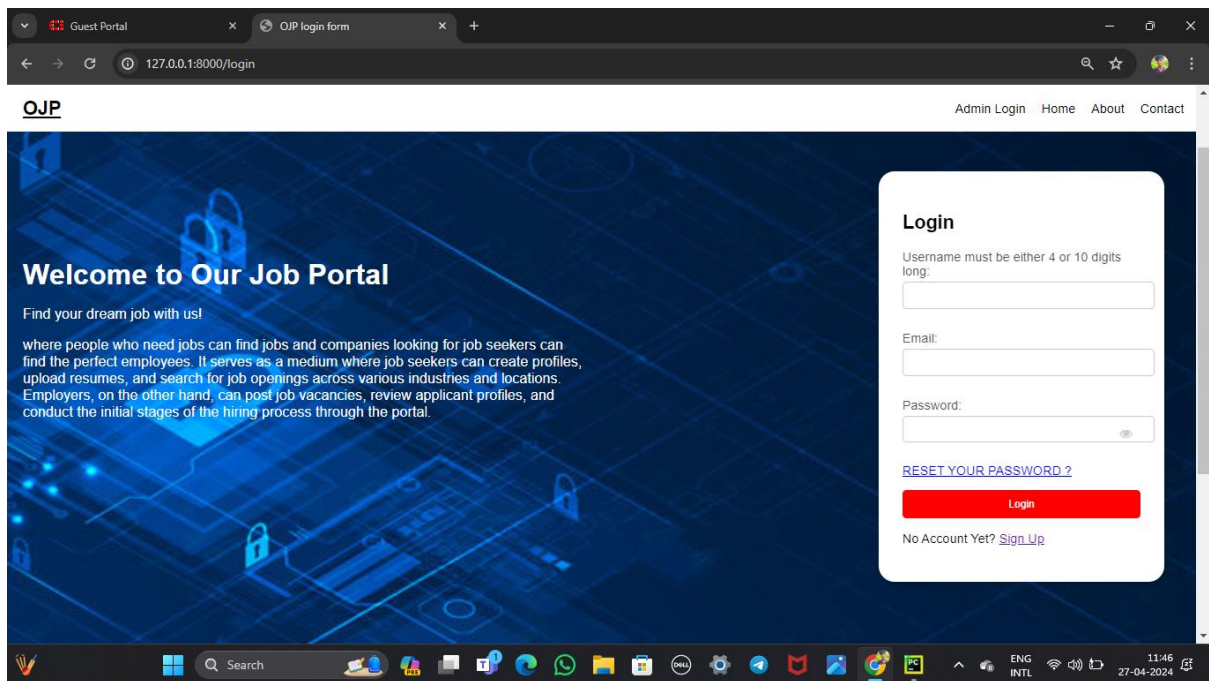 Guest Portal
OJP login form
127.0.0.1:8000/login
OJP
Admin Login Home About Contact
Welcome to Our Job Portal
Find your dream job with us!
where people who need jobs can find jobs and companies looking for job seekers can
find the perfect employees. It serves as a medium where job seekers can create profiles,
upload resumes, and search for job openings across various industries and locations.
Employers, on the other hand, can post job vacancies, review applicant profiles, and
conduct the initial stages of the hiring process through the portal.
Login
Username must be either 4 or 10 digits
long:
Email:
Password:
RESET YOUR PASSWORD ?
Login
No Account Yet? Sign Up
Search
PRE
1
DELL
PC
ENG
INTL
11:46
27-04-2024